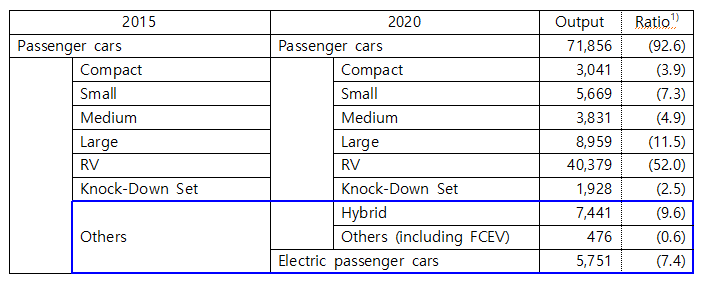 2015 2020 Output Ratio1)
Passenger cars Passenger cars 71,856 (92.6)
Compact Compact 3,041 (3.9)
Small Small 5,669 (7.3)
Medium Medium 3,831 (4.9)
Large Large 8,959 (11.5)
RV RV 40,379 (52.0)
Knock-Down Set Knock-Down Set 1,928 (2.5)
Others Hybrid 7,441 (9.6)
Others (including FCEV) 476 (0.6)
Electric passenger cars 5,751 (7.4)